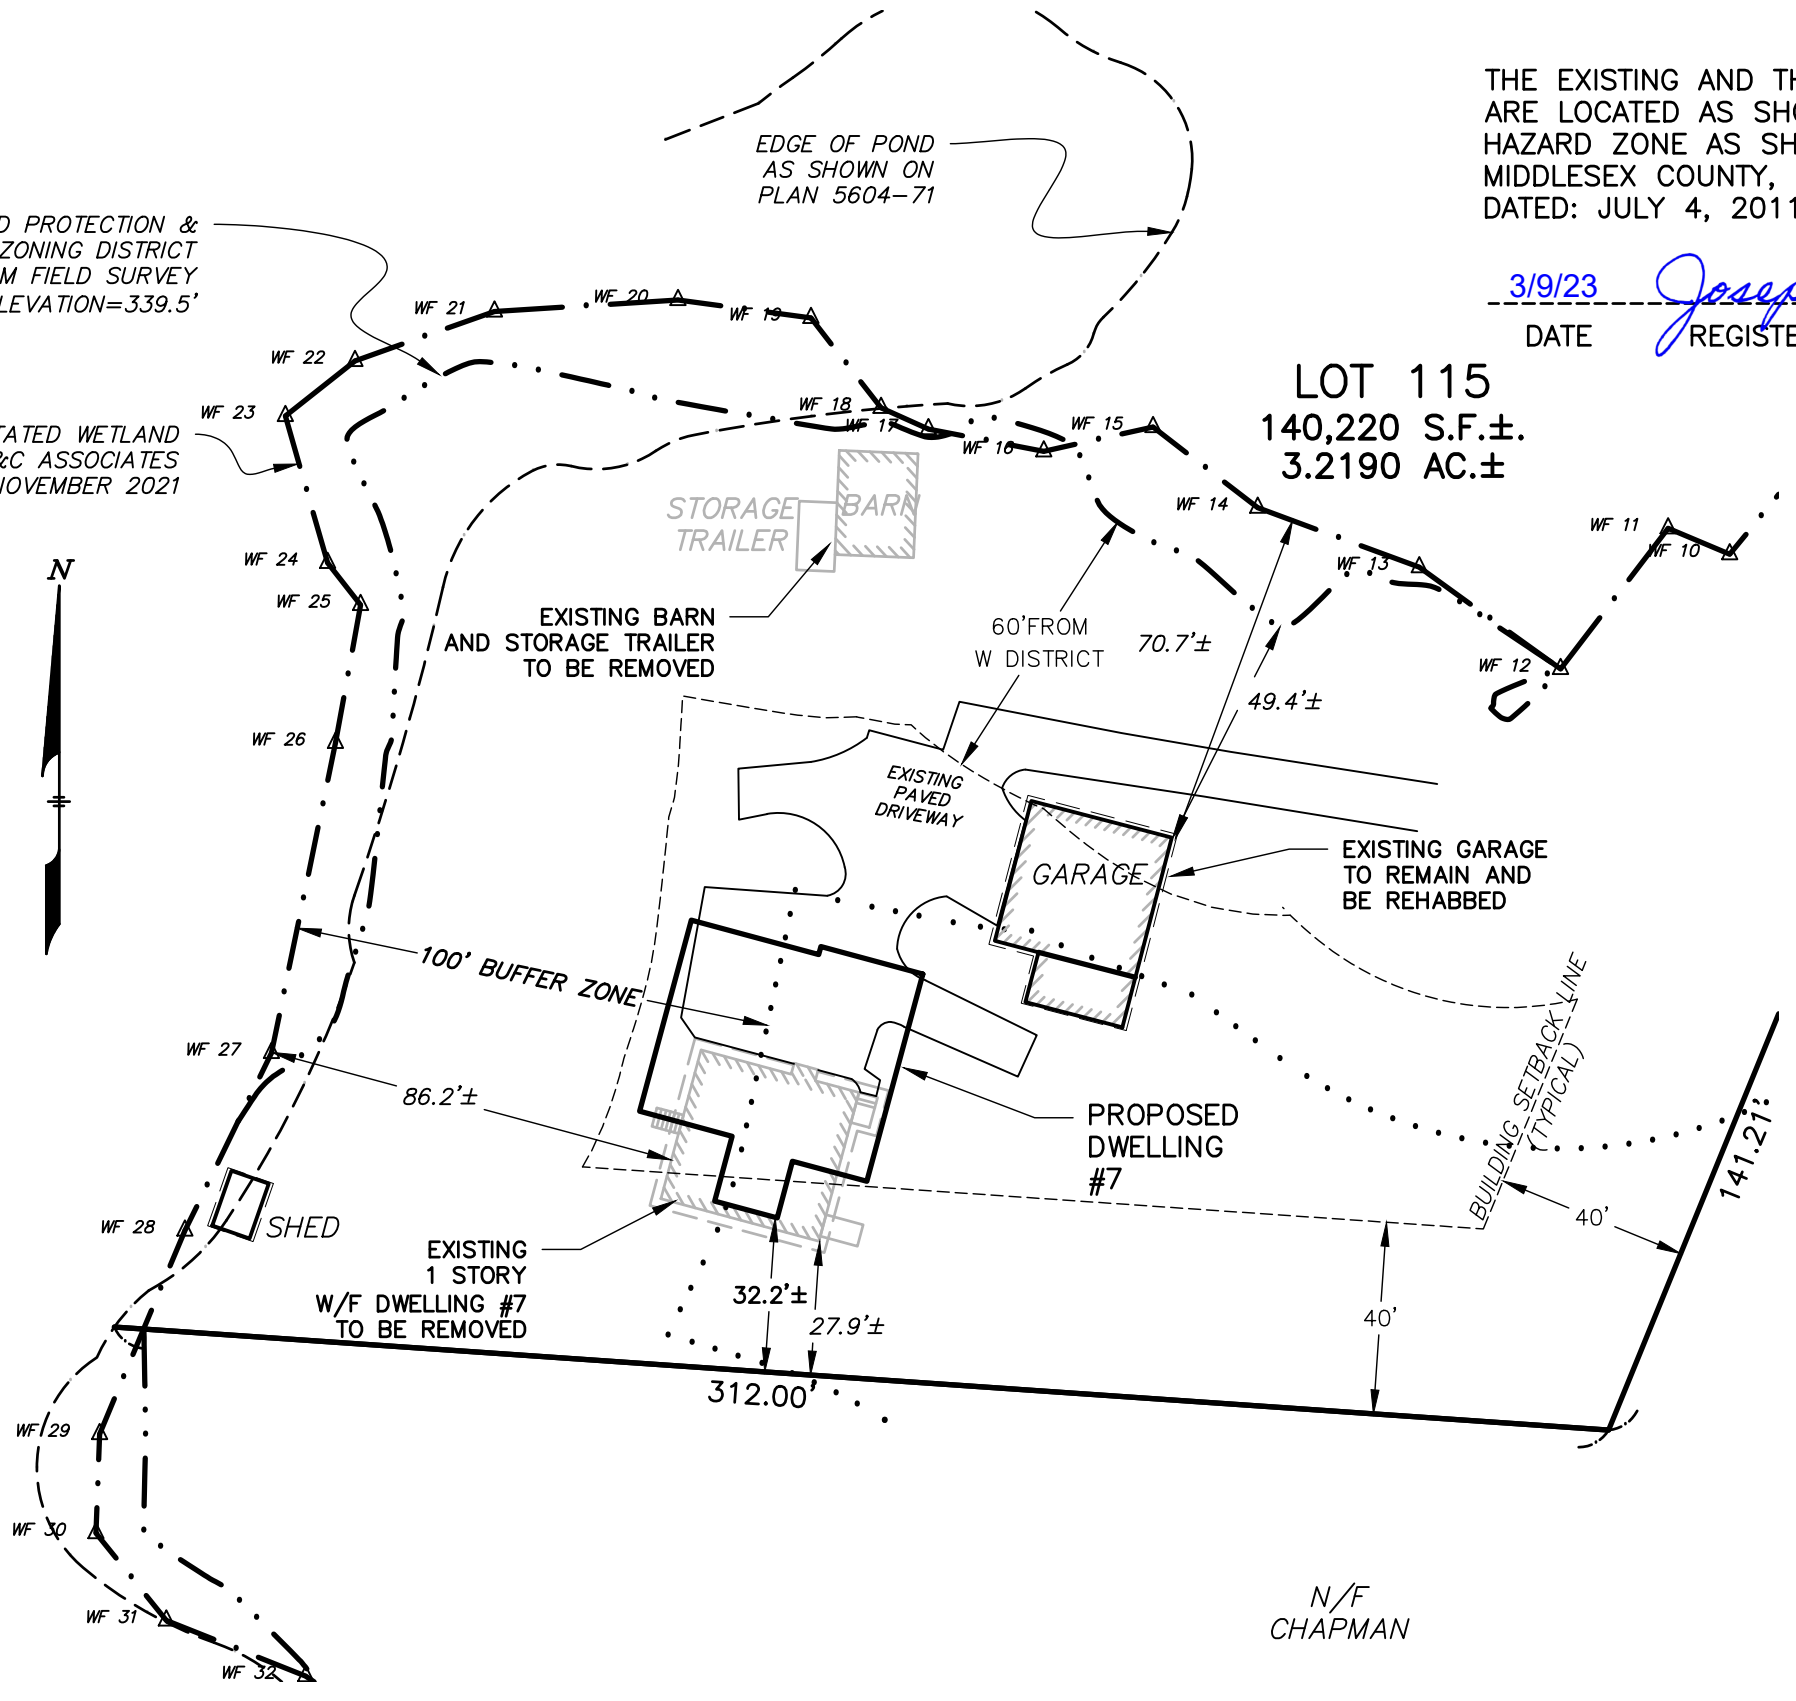 THE EXISTING AND
ARE LOCATED AS
HAZARD ZONE AS
MIDDLESEX COUNTY,
DATED: JULY 4, 2011
3/9/23
DATE
EDGE OF POND
AS SHOWN ON
PLAN 5604-71
PROTECTION &
ZONING DISTRICT
FIELD SURVEY
339.5'
WETLAND
ASSOCIATES
NOVEMBER 2021
LOT 115
140,220 S.F.±.
3.2190 AC.±
WF 21
WF 20
WF 19
WF 22
WF 23
WF 18
WF 17
WF 16
WF 15
WF 14
WF 13
WF 12
WF 11
WF 10
WF 24
WF 25
WF 26
WF 27
WF 28
WF 29
WF 30
WF 31
WF 32
N
STORAGE
TRAILER
BARN
EXISTING BARN
AND STORAGE TRAILER
TO BE REMOVED
60'FROM
W DISTRICT
70.7'±
49.4'±
EXISTING
PAVED
DRIVEWAY
GARAGE
EXISTING GARAGE
TO REMAIN AND
BE REHABBED
100' BUFFER ZONE
86.2'±
PROPOSED
DWELLING
#7
BUILDING SETBACK LINE
(TYPICAL)
141.21'
40'
SHED
EXISTING
1 STORY
W/F DWELLING #7
TO BE REMOVED
32.2'±
27.9'±
40'
312.00'
N/F
CHAPMAN